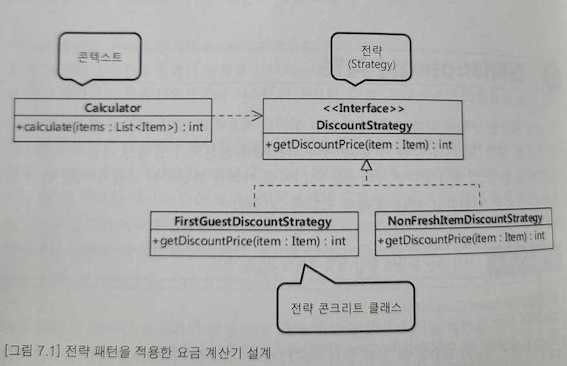 콘텍스트
전략
(Strategy)
Calculator
+calculate(items : List<Item>) : int
<<Interface>>
DiscountStrategy
+getDiscountPrice(item : Item) : int
FirstGuestDiscountStrategy
+getDiscountPrice(item : Item) : int
NonFreshItemDiscountStrategy
+getDiscountPrice(item : Item) : int
전략 콘크리트 클래스
[그림 7.1] 전략 패턴을 적용한 요금 계산기 설계